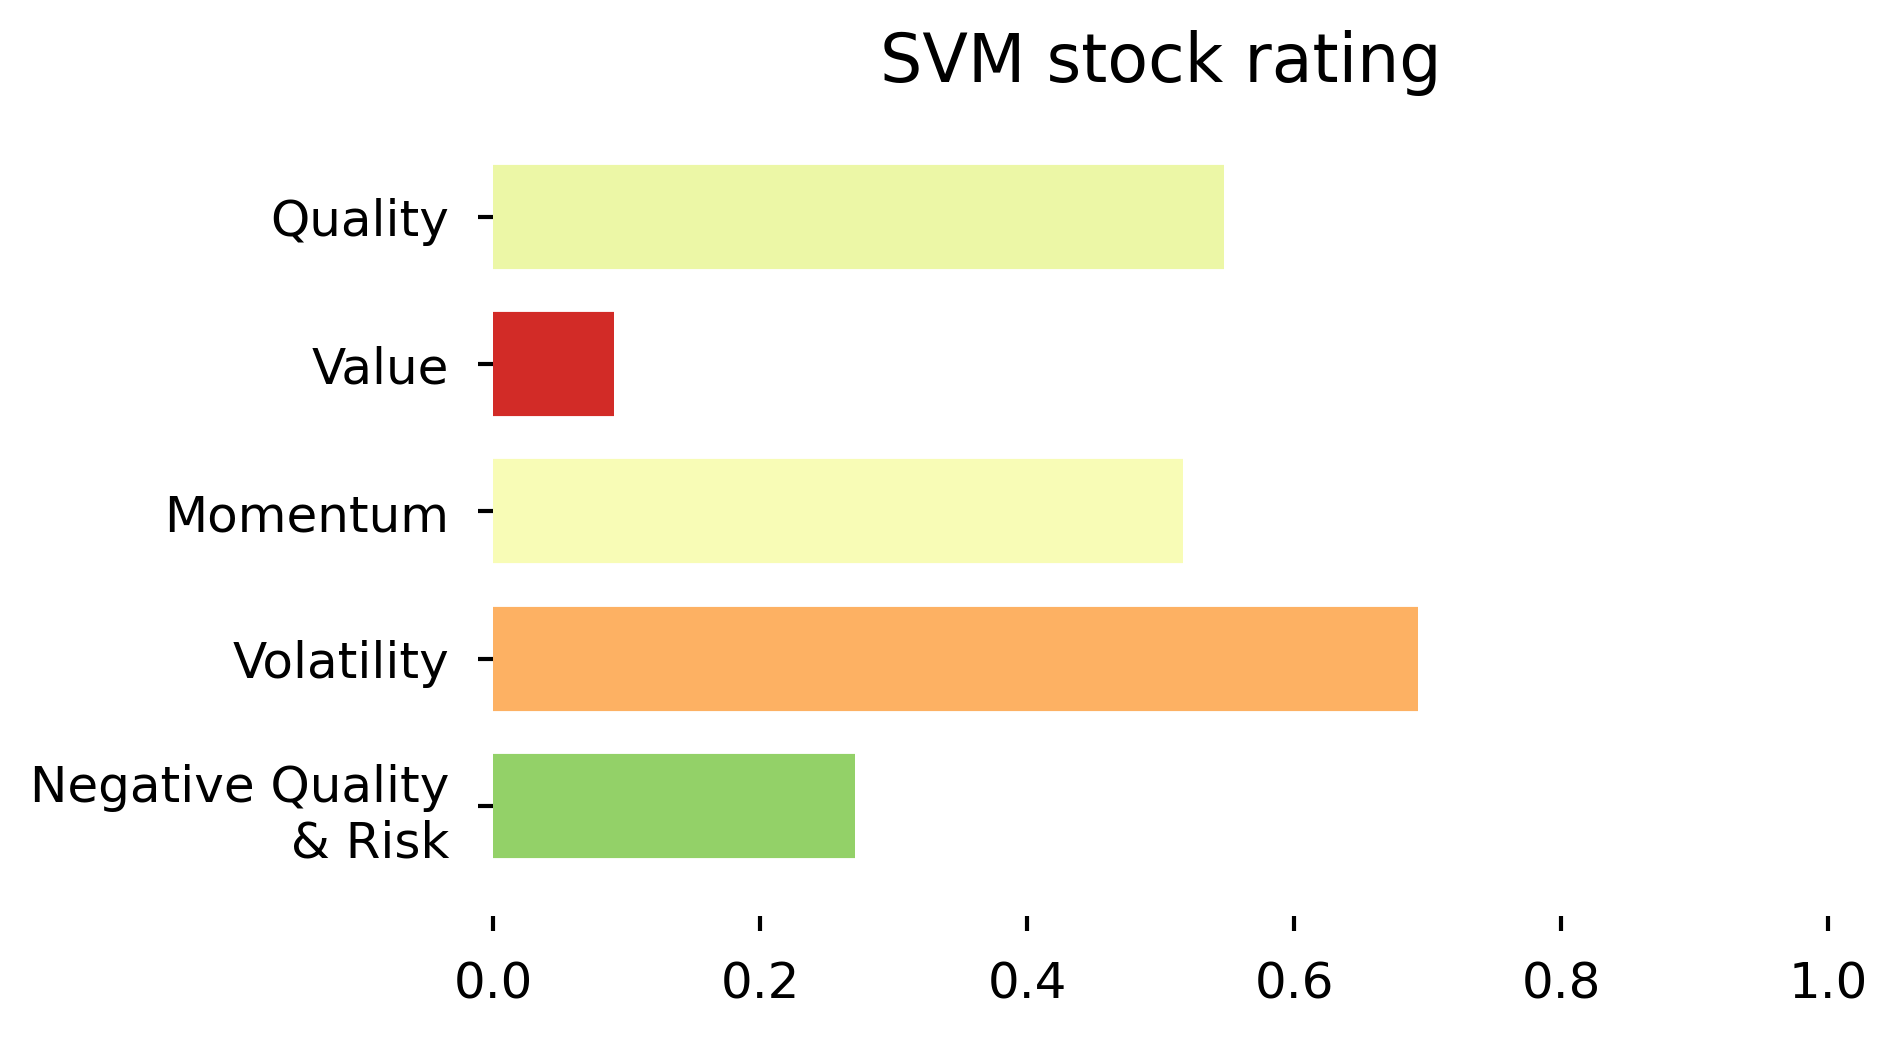 SVM stock rating
Quality
Value
Momentum
Volatility
Negative Quality
& Risk
0.0 0.2 0.4 0.6 0.8 1.0